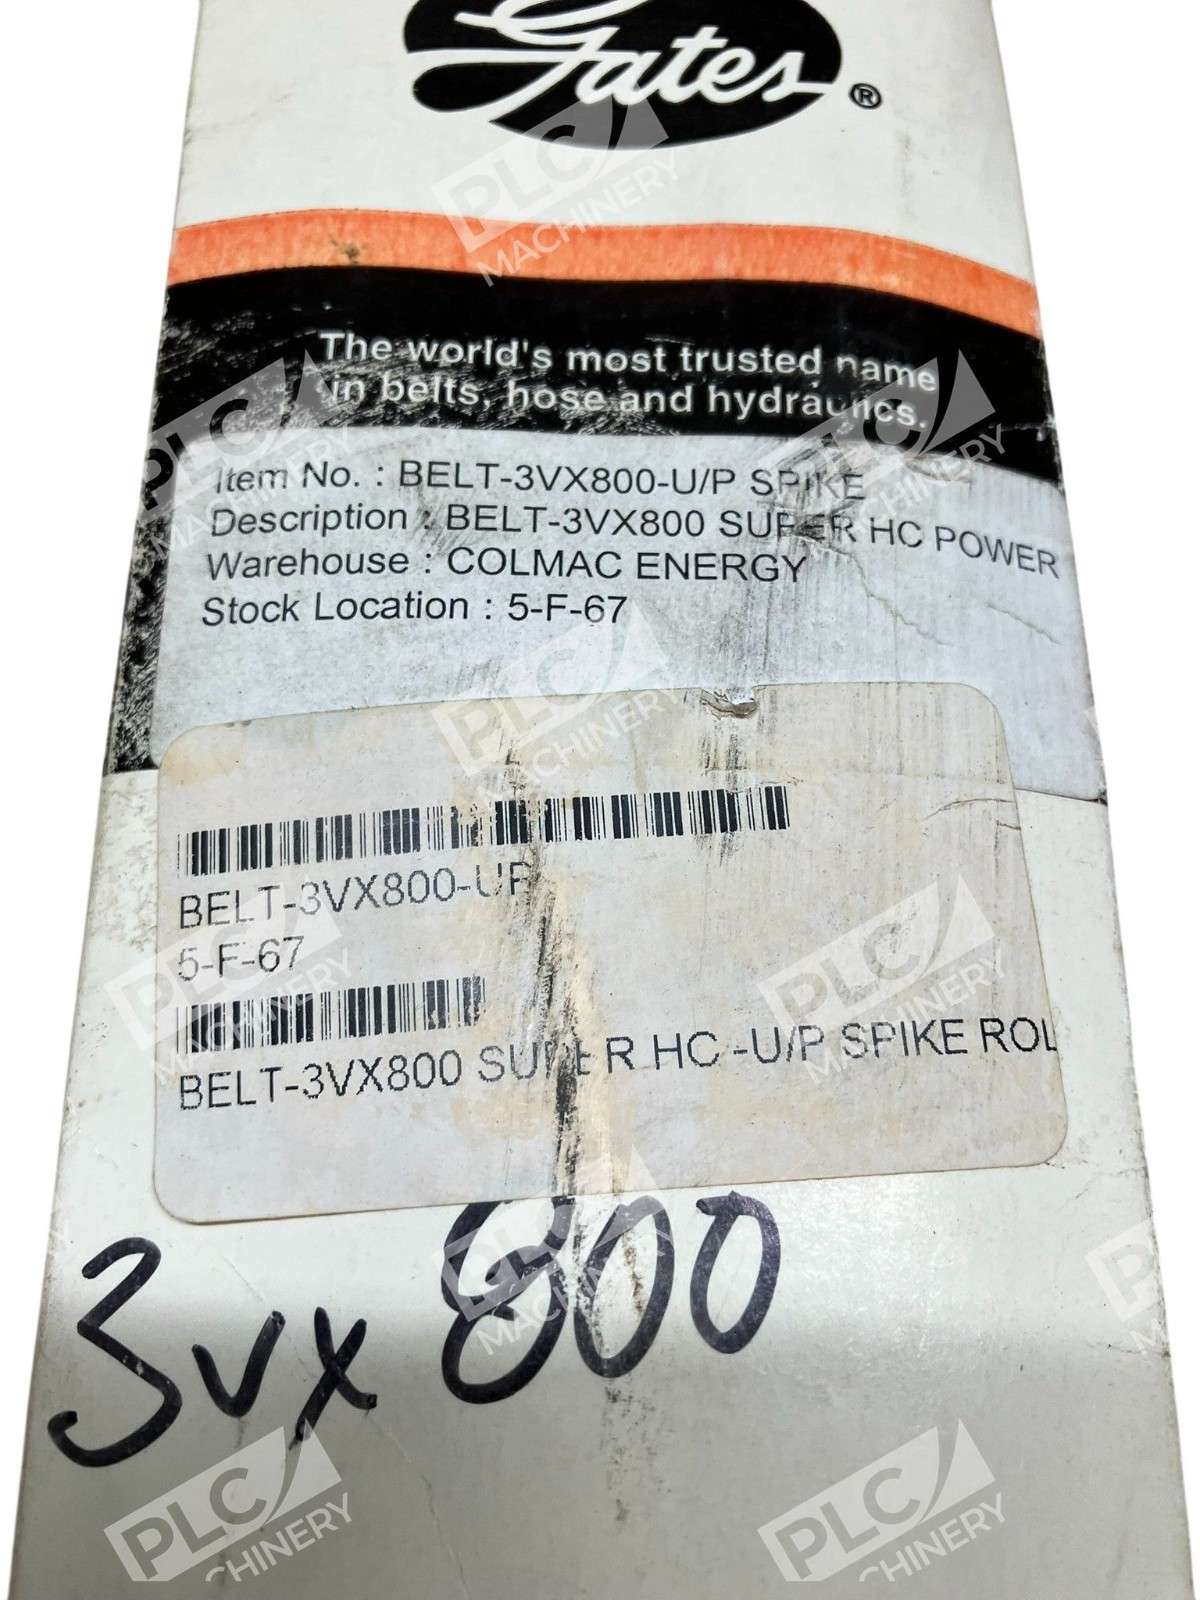 Gates®
The world's most trusted name
in belts, hose and hydraulics.
Item No. : BELT-3VX800-U/P SPIKE
Description : BELT-3VX800 SUPER HC POWER
Warehouse : COLMAC ENERGY
Stock Location : 5-F-67
BELT-3VX800-UP
5-F-67
BELT-3VX800 SUPER HC -U/P SPIKE ROL
3vx 800
PLC MACHINERY